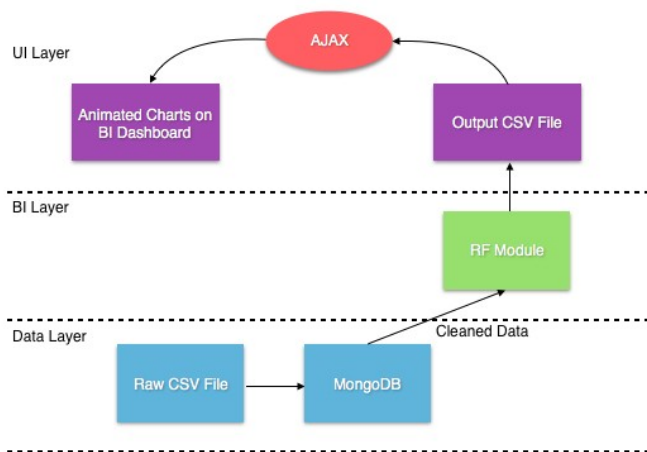 AJAX
UI Layer
Animated Charts on
BI Dashboard
Output CSV File
BI Layer
RF Module
Cleaned Data
Data Layer
Raw CSV File
MongoDB